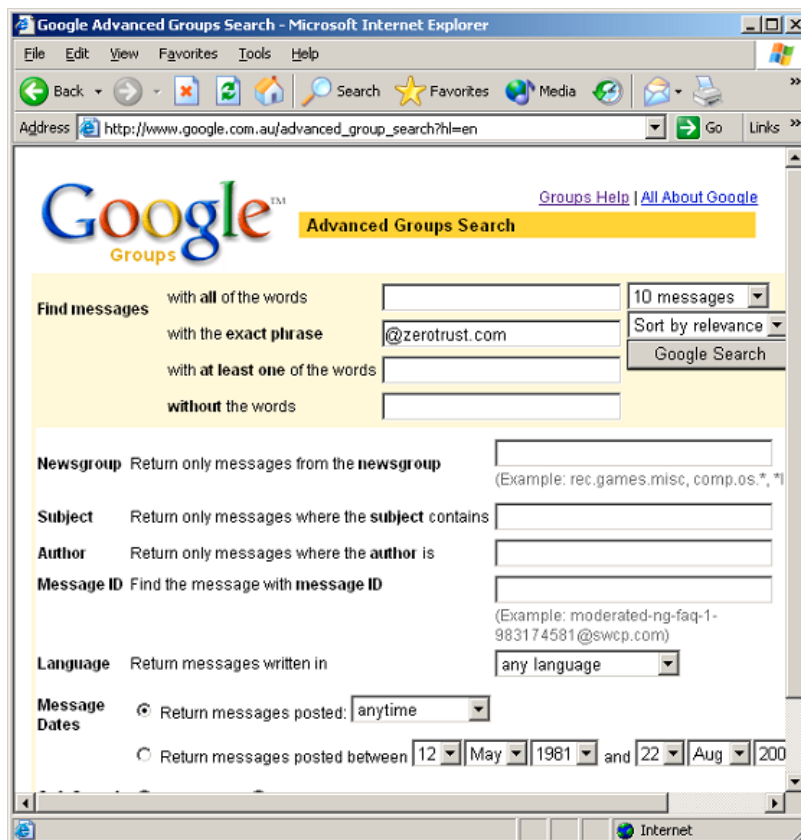 Google Advanced Groups Search - Microsoft Internet Explorer
File Edit View Favorites Tools Help
Back Search Favorites Media »
Address http://www.google.com.au/advanced_group_search?hl=en Go Links »
Google™
Groups
Groups Help | All About Google
Advanced Groups Search
Find messages with all of the words 10 messages
with the exact phrase @zerotrust.com Sort by relevance
with at least one of the words Google Search
without the words
Newsgroup Return only messages from the newsgroup
(Example: rec.games.misc, comp.os.*, *l
Subject Return only messages where the subject contains
Author Return only messages where the author is
Message ID Find the message with message ID
(Example: moderated-ng-faq-1-
983174581@swcp.com)
Language Return messages written in any language
Message
Dates
Return messages posted: anytime
Return messages posted between 12 May 1981 and 22 Aug 200
Internet